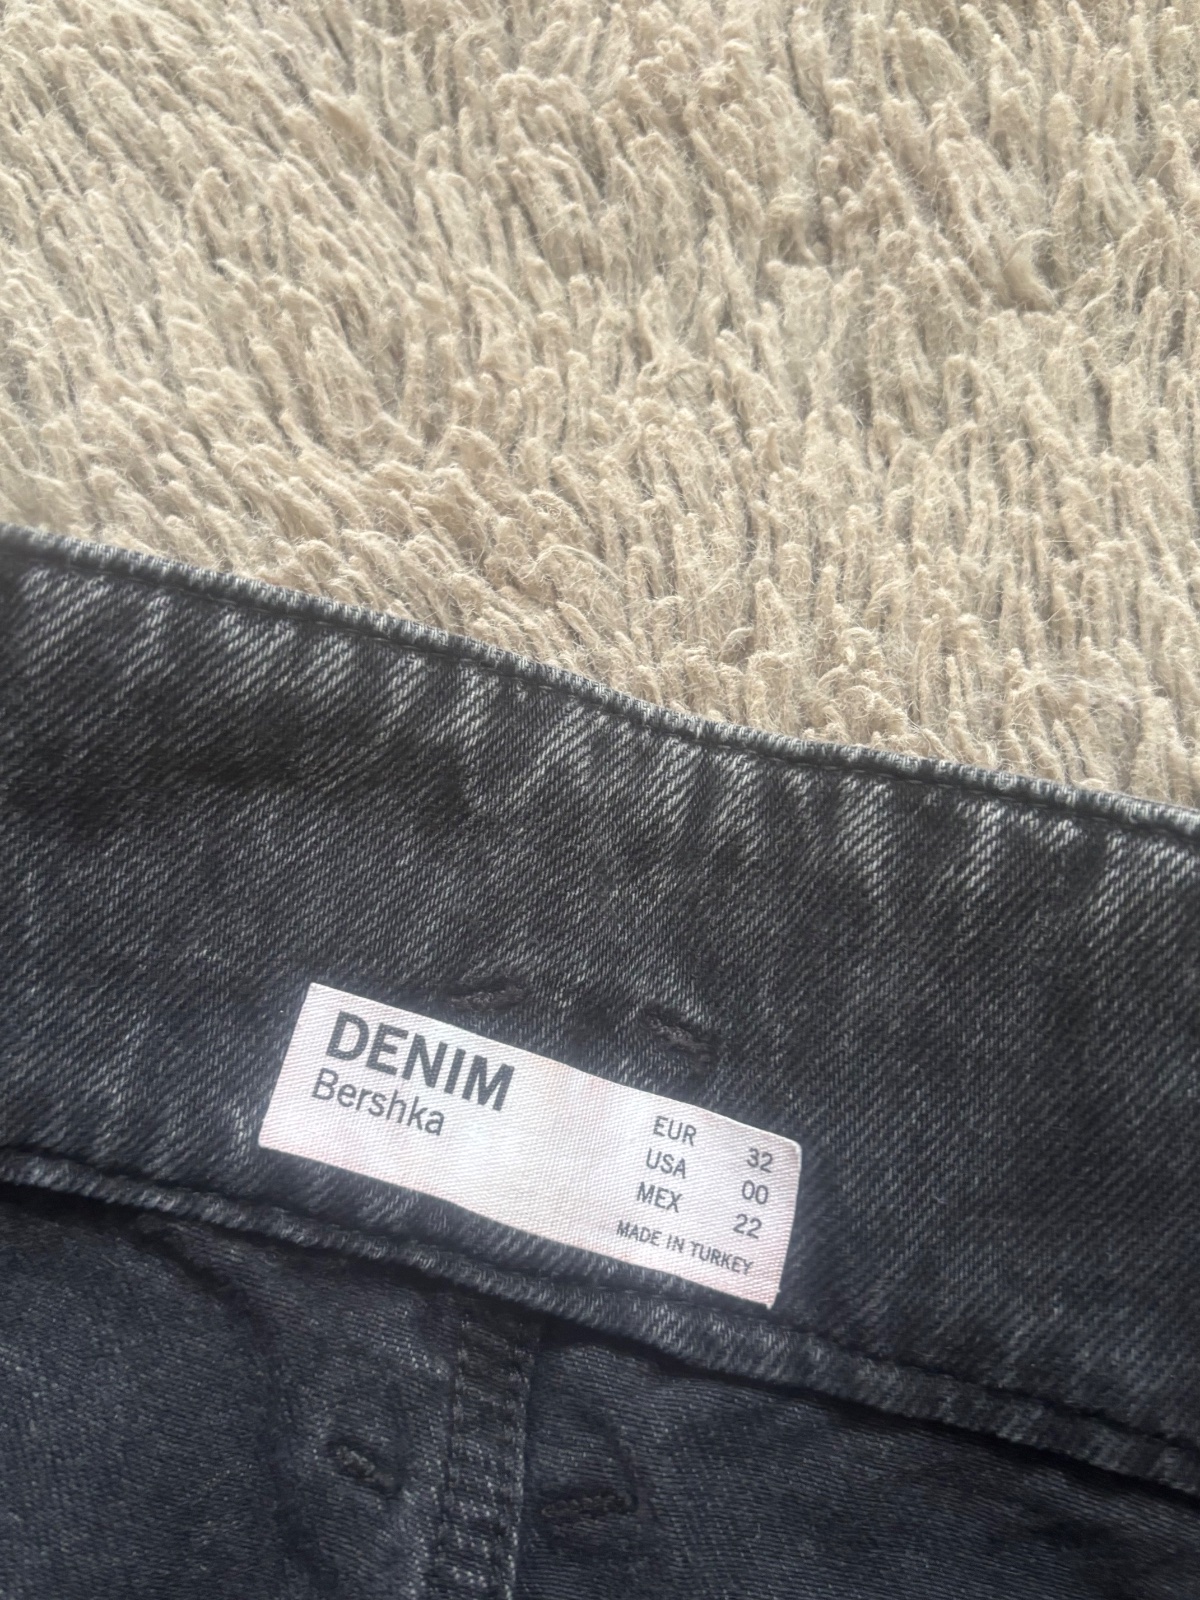 DENIM
Bershka
EUR 32
USA 00
MEX 22
MADE IN TURKEY